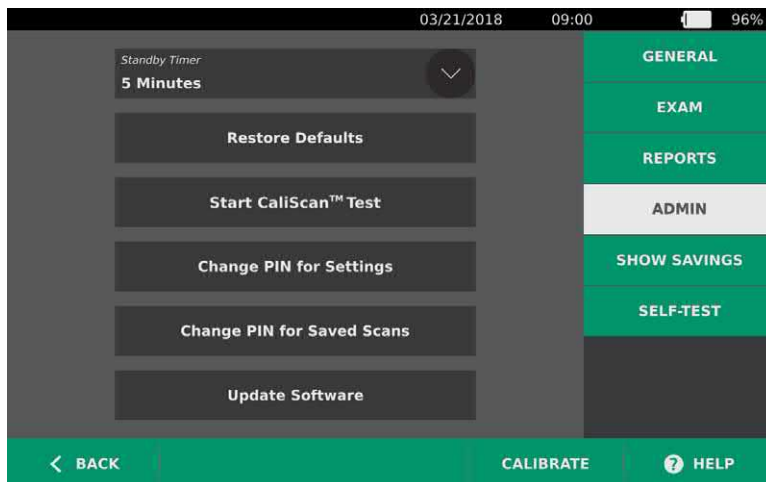 03/21/2018 09:00 96%
Standby Timer
5 Minutes
Restore Defaults
Start CaliScan™ Test
Change PIN for Settings
Change PIN for Saved Scans
Update Software
GENERAL
EXAM
REPORTS
ADMIN
SHOW SAVINGS
SELF-TEST
BACK
CALIBRATE
? HELP